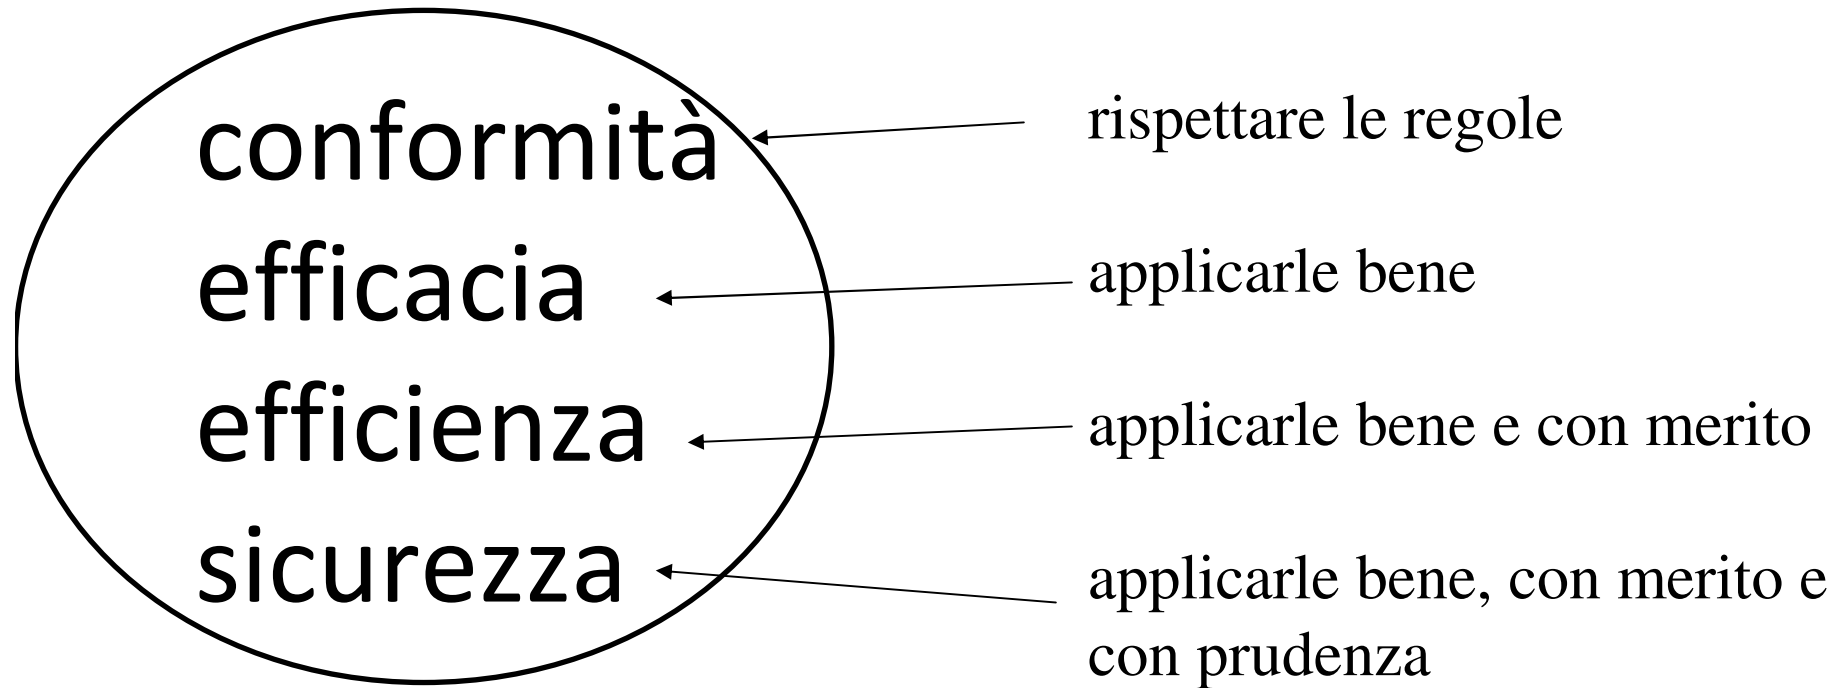 conformità
rispettare le regole
efficacia
applicarle bene
efficienza
applicarle bene e con merito
sicurezza
applicarle bene, con merito e
con prudenza